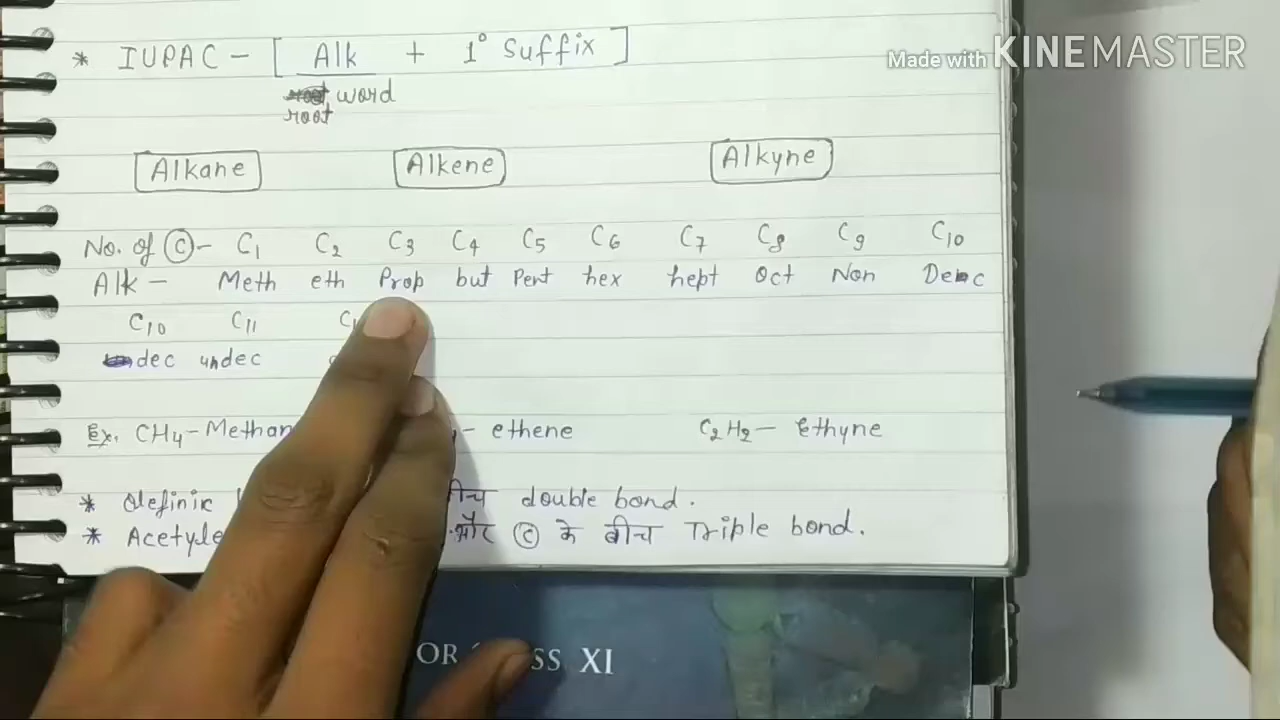 Made with KINEMASTER
* IUPAC - [ Alk + 1° Suffix ]
word
root
Alkane Alkene Alkyne
No. of C - C1 C2 C3 C4 C5 C6 C7 C8 C9 C10
Alk - Meth eth Prop but Pent hex hept Oct Non Dec
C10 C11 C
dec undec
Ex. CH4 - Methan - ethene C2H2 - Ethyne
* Olefinic बीच double bond.
* Acetyle और C के बीच Triple bond.
OR SS XI